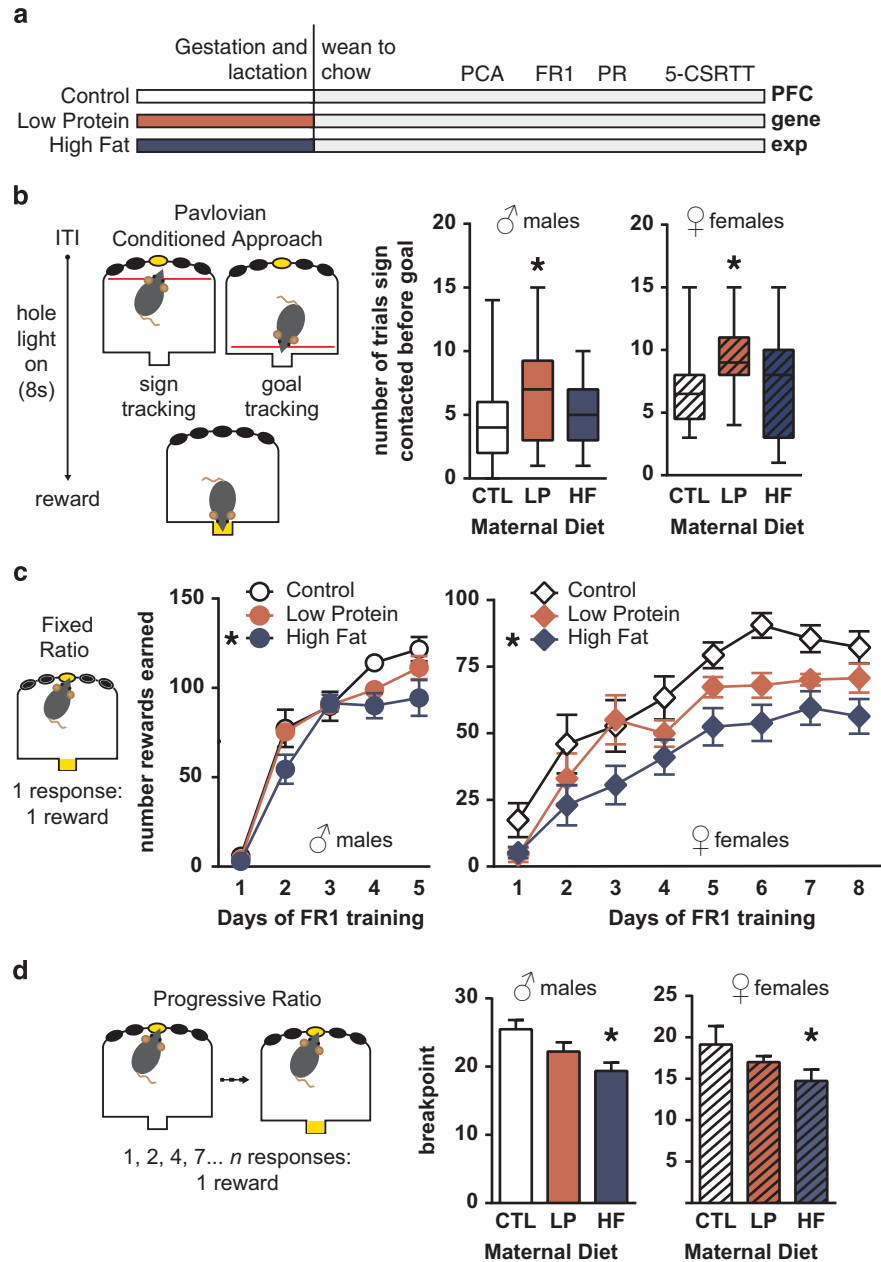 a
Gestation and
lactation
wean to
chow
PCA FR1 PR 5-CSRTT
Control
Low Protein
High Fat
PFC
gene
exp
b
ITI
hole
light
on
(8s)
reward
Pavlovian
Conditioned Approach
sign
tracking
goal
tracking
number of trials sign
contacted before goal
♂ males
20
15
10
5
0
*
CTL LP HF
Maternal Diet
♀ females
20
15
10
5
0
*
CTL LP HF
Maternal Diet
c
Fixed
Ratio
1 response:
1 reward
number rewards earned
150
100
50
0
*
Control
Low Protein
High Fat
♂ males
1 2 3 4 5
Days of FR1 training
100
75
50
25
0
*
Control
Low Protein
High Fat
♀ females
1 2 3 4 5 6 7 8
Days of FR1 training
d
Progressive Ratio
1, 2, 4, 7... n responses:
1 reward
breakpoint
♂ males
30
20
10
0
*
CTL LP HF
Maternal Diet
♀ females
25
20
15
10
5
*
CTL LP HF
Maternal Diet